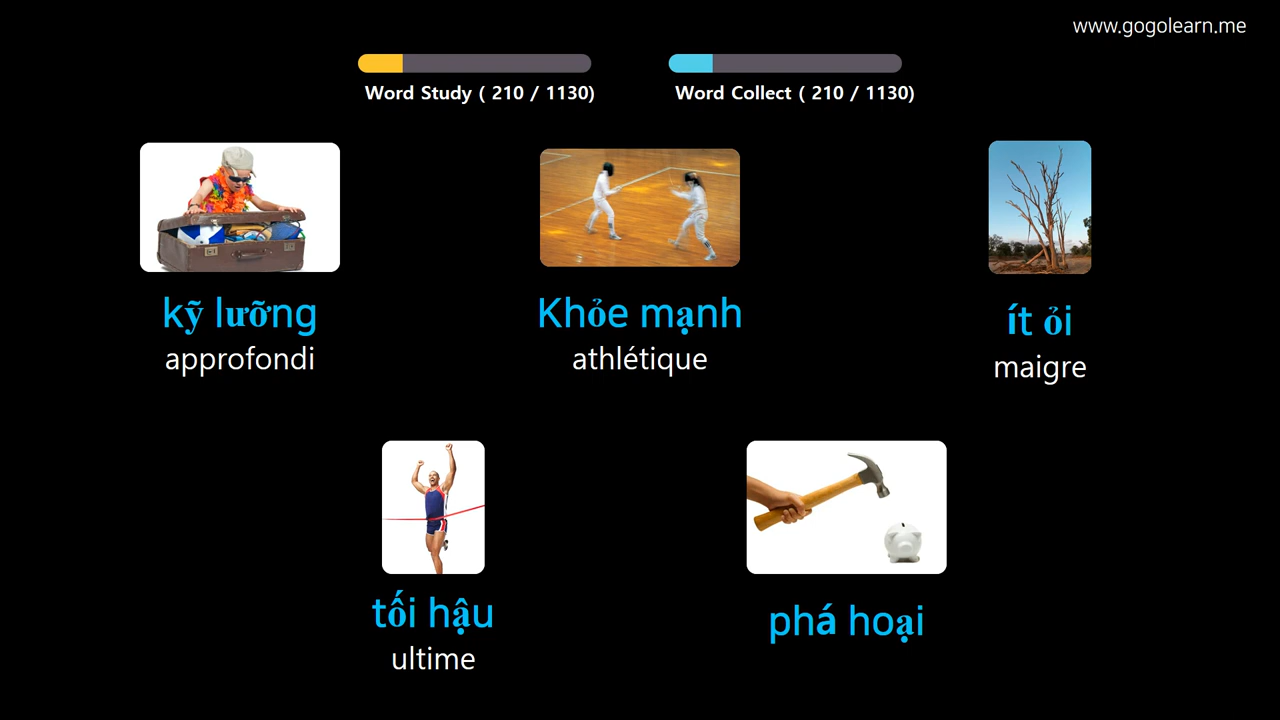 www.gogolearn.me
Word Study ( 210 / 1130)
Word Collect ( 210 / 1130)
kỹ lưỡng
approfondi
Khỏe mạnh
athlétique
ít ỏi
maigre
tối hậu
ultime
phá hoại